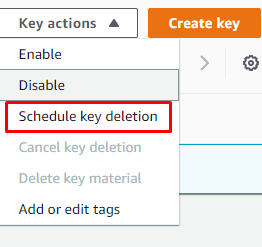 Key actions
Create key
Enable
Disable
Schedule key deletion
Cancel key deletion
Delete key material
Add or edit tags